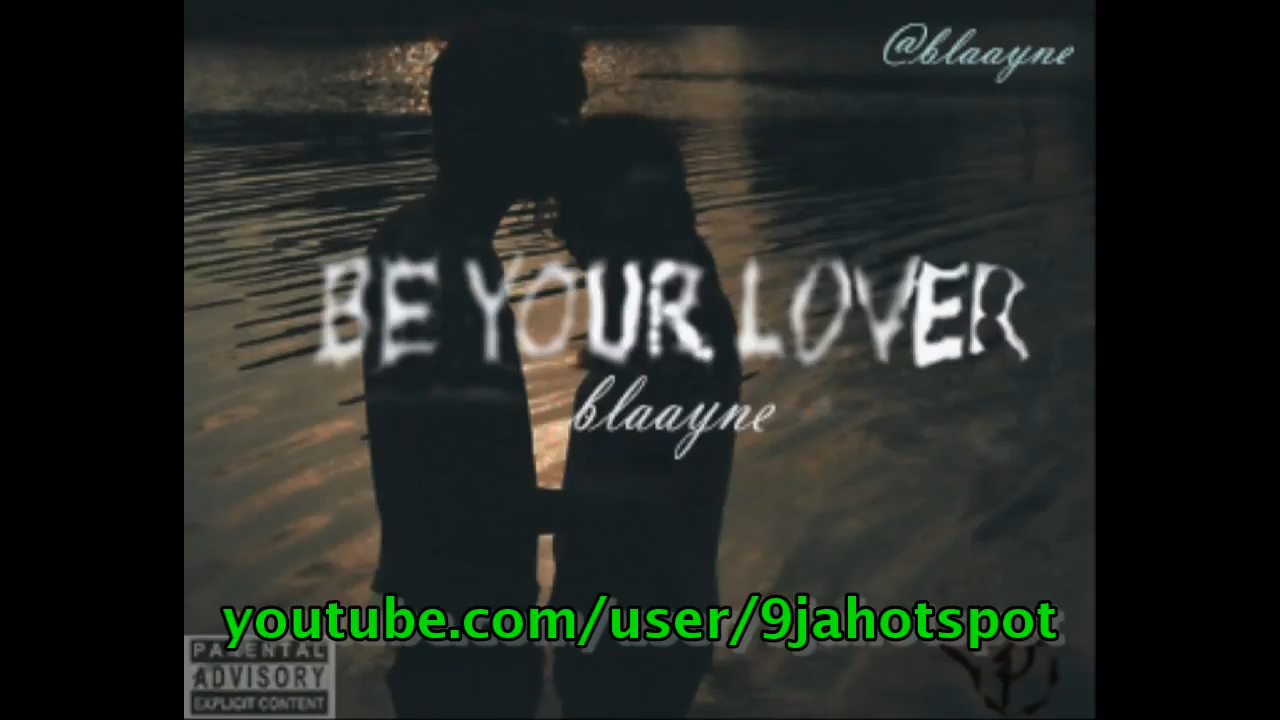 @blaayne
BE YOUR LOVER
blaayne
youtube.com/user/9jahotspot
PARENTAL
ADVISORY
EXPLICIT CONTENT